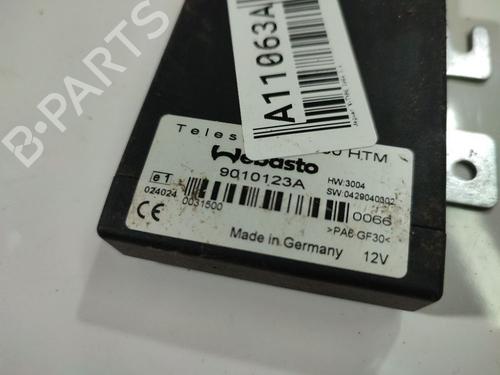 B-PARTS
A11063A
Teles
HTM
Webasto
9010123A
HW:3004
SW:0429040302
e1
024024
0031500
0066
>PA6 GF30<
CE
Made in Germany
12V